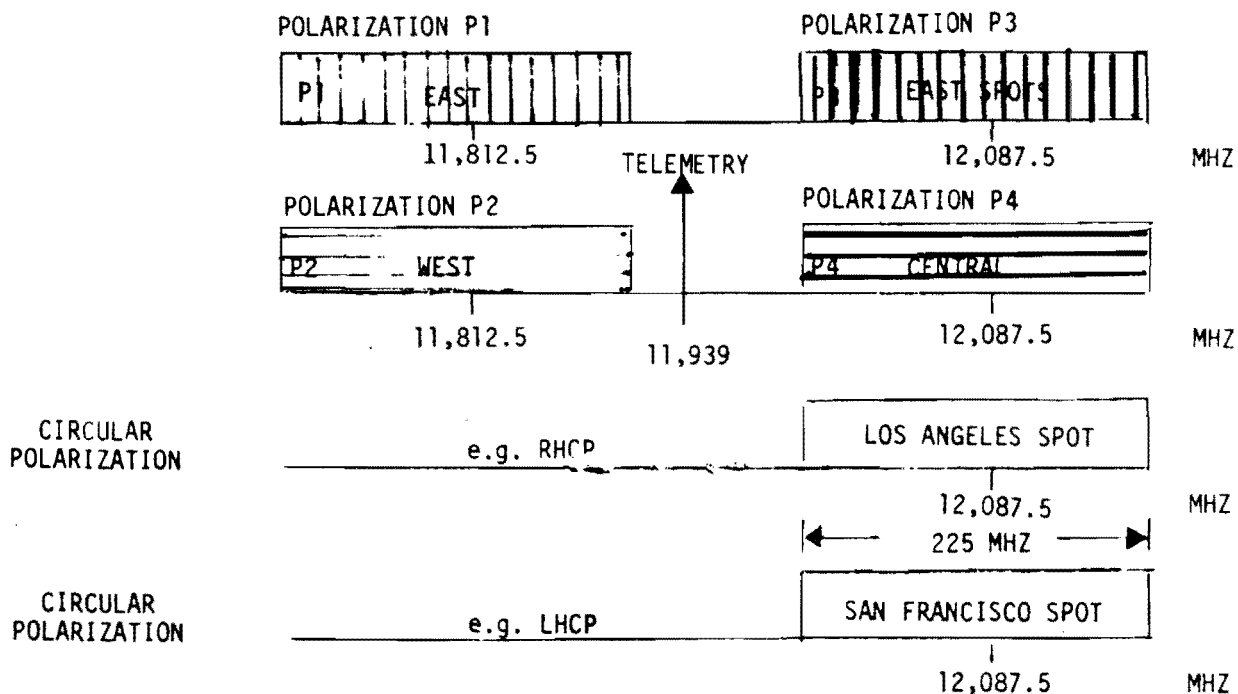 POLARIZATION P1 POLARIZATION P3
P1 EAST P3 EAST SPOTS
11,812.5 12,087.5 MHZ
TELEMETRY
POLARIZATION P2 POLARIZATION P4
P2 WEST P4 CENTRAL
11,812.5 11,939 12,087.5 MHZ
CIRCULAR
POLARIZATION
e.g. RHCP
LOS ANGELES SPOT
12,087.5 MHZ
225 MHZ
CIRCULAR
POLARIZATION
e.g. LHCP
SAN FRANCISCO SPOT
12,087.5 MHZ